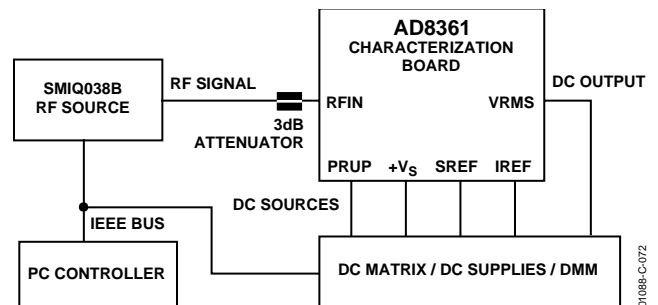 AD8361
CHARACTERIZATION
BOARD
SMIQ038B
RF SOURCE
RF SIGNAL
3dB
ATTENUATOR
RFIN
VRMS
DC OUTPUT
PRUP +VS SREF IREF
DC SOURCES
IEEE BUS
PC CONTROLLER
DC MATRIX / DC SUPPLIES / DMM
01088-C-072